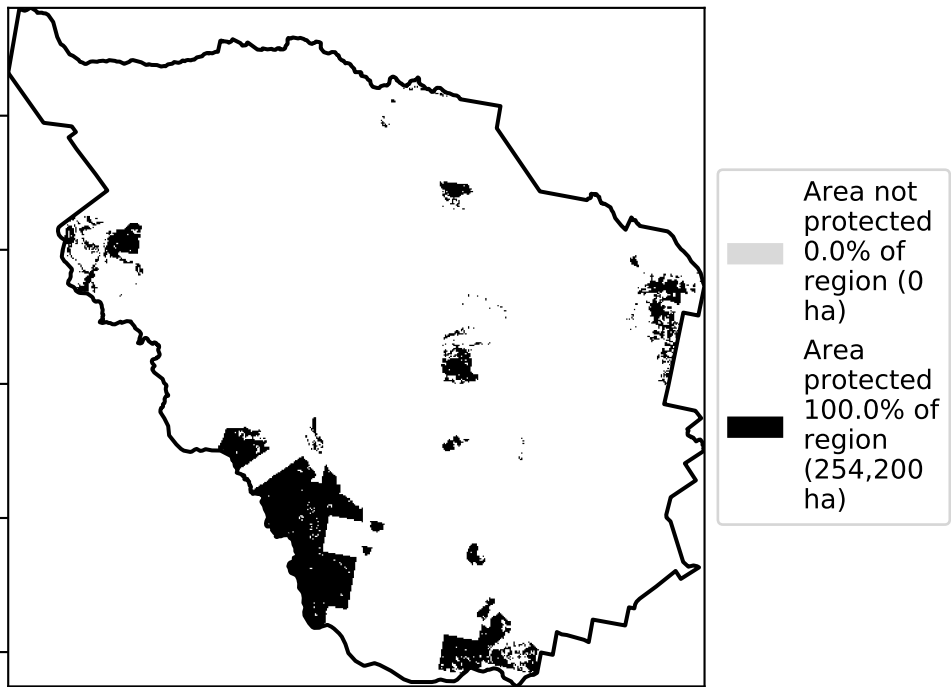 Area not
protected
0.0% of
region (0
ha)
Area
protected
100.0% of
region
(254,200
ha)